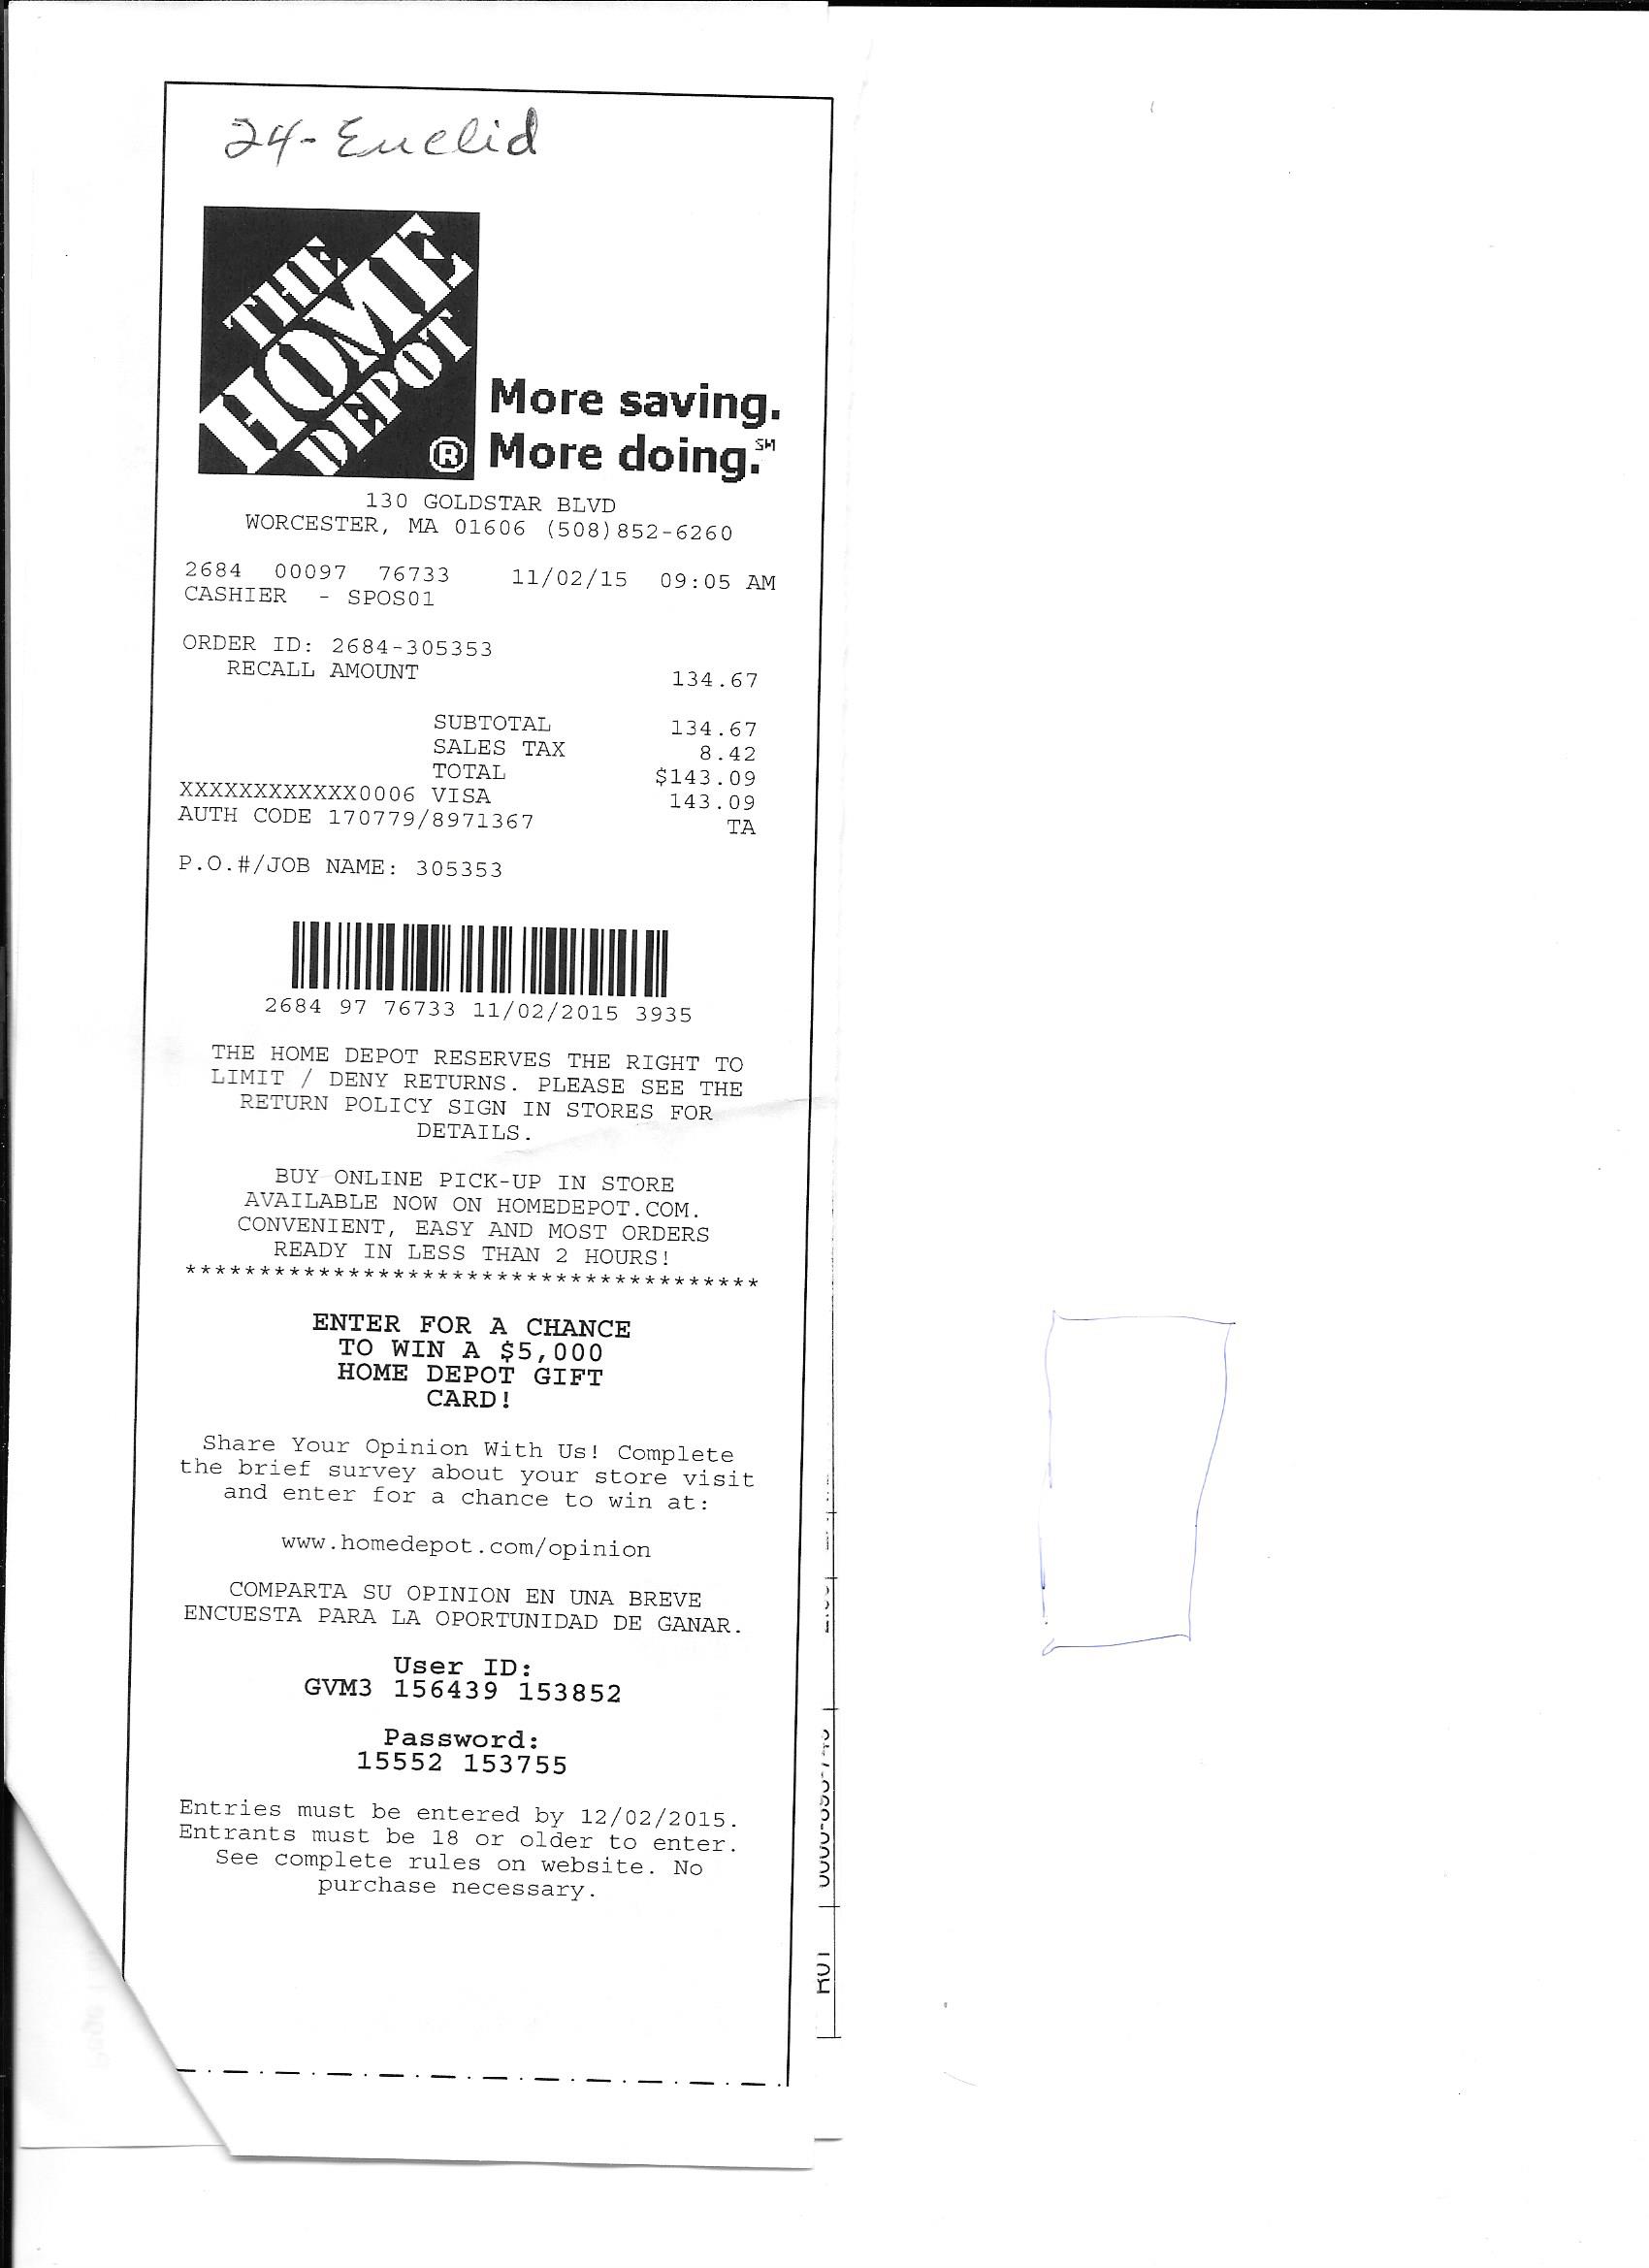 24- Euclid
THE
HOME
DEPOT
®
More saving.
More doing.℠
130 GOLDSTAR BLVD
WORCESTER, MA 01606 (508)852-6260
2684 00097 76733 11/02/15 09:05 AM
CASHIER - SPOS01
ORDER ID: 2684-305353
RECALL AMOUNT 134.67
SUBTOTAL 134.67
SALES TAX 8.42
TOTAL $143.09
XXXXXXXXXXXX0006 VISA 143.09
AUTH CODE 170779/8971367 TA
P.O.#/JOB NAME: 305353
2684 97 76733 11/02/2015 3935
THE HOME DEPOT RESERVES THE RIGHT TO
LIMIT / DENY RETURNS. PLEASE SEE THE
RETURN POLICY SIGN IN STORES FOR
DETAILS.
BUY ONLINE PICK-UP IN STORE
AVAILABLE NOW ON HOMEDEPOT.COM.
CONVENIENT, EASY AND MOST ORDERS
READY IN LESS THAN 2 HOURS!
***************************************
ENTER FOR A CHANCE
TO WIN A $5,000
HOME DEPOT GIFT
CARD!
Share Your Opinion With Us! Complete
the brief survey about your store visit
and enter for a chance to win at:
www.homedepot.com/opinion
COMPARTA SU OPINION EN UNA BREVE
ENCUESTA PARA LA OPORTUNIDAD DE GANAR.
User ID:
GVM3 156439 153852
Password:
15552 153755
Entries must be entered by 12/02/2015.
Entrants must be 18 or older to enter.
See complete rules on website. No
purchase necessary.